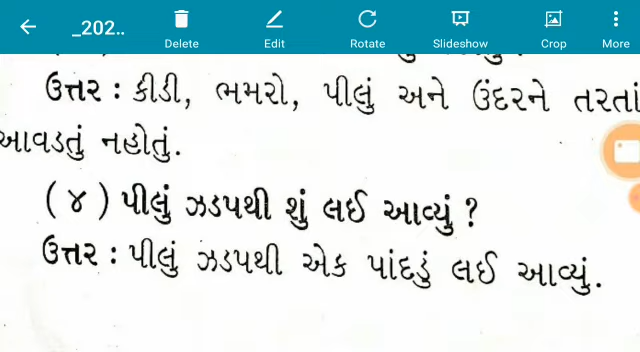 _202..
Delete
Edit
Rotate
Slideshow
Crop
More
ઉત્તર : કીડી, ભમરો, પીલું અને ઉંદરને તરતાં
આવડતું નહોતું.
(૪) પીલું ઝડપથી શું લઈ આવ્યું ?
ઉત્તર : પીલું ઝડપથી એક પાંદડું લઈ આવ્યું.